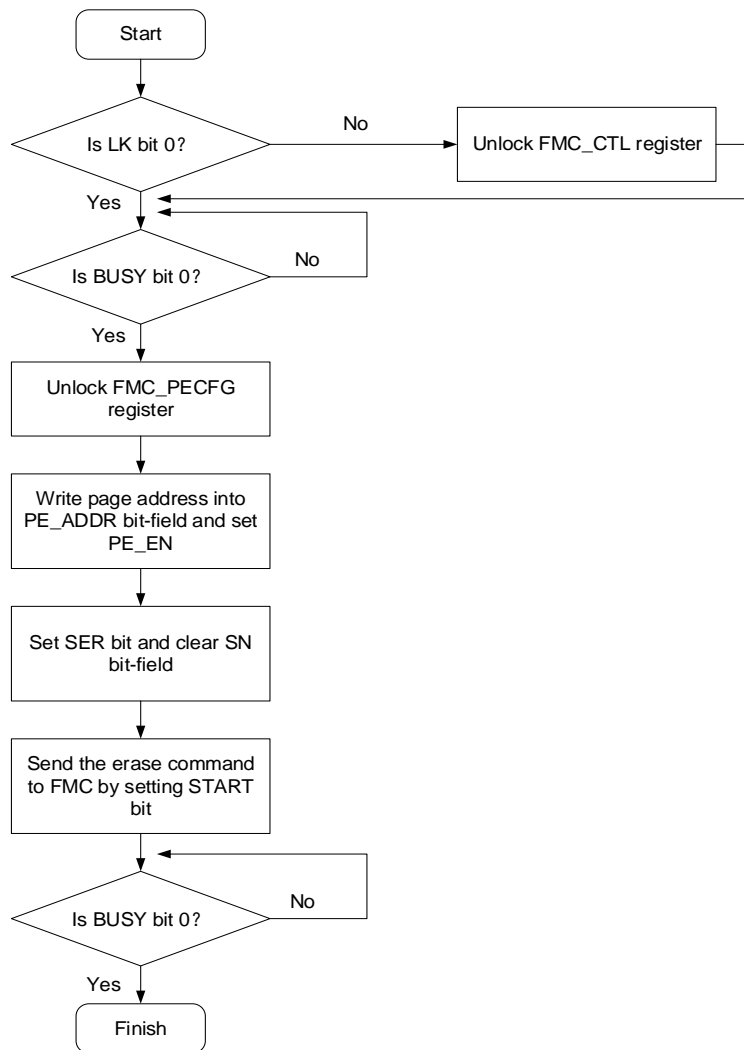 Start
Is LK bit 0?
No
Unlock FMC_CTL register
Yes
Is BUSY bit 0?
No
Yes
Unlock FMC_PECFG
register
Write page address into
PE_ADDR bit-field and set
PE_EN
Set SER bit and clear SN
bit-field
Send the erase command
to FMC by setting START
bit
Is BUSY bit 0?
No
Yes
Finish